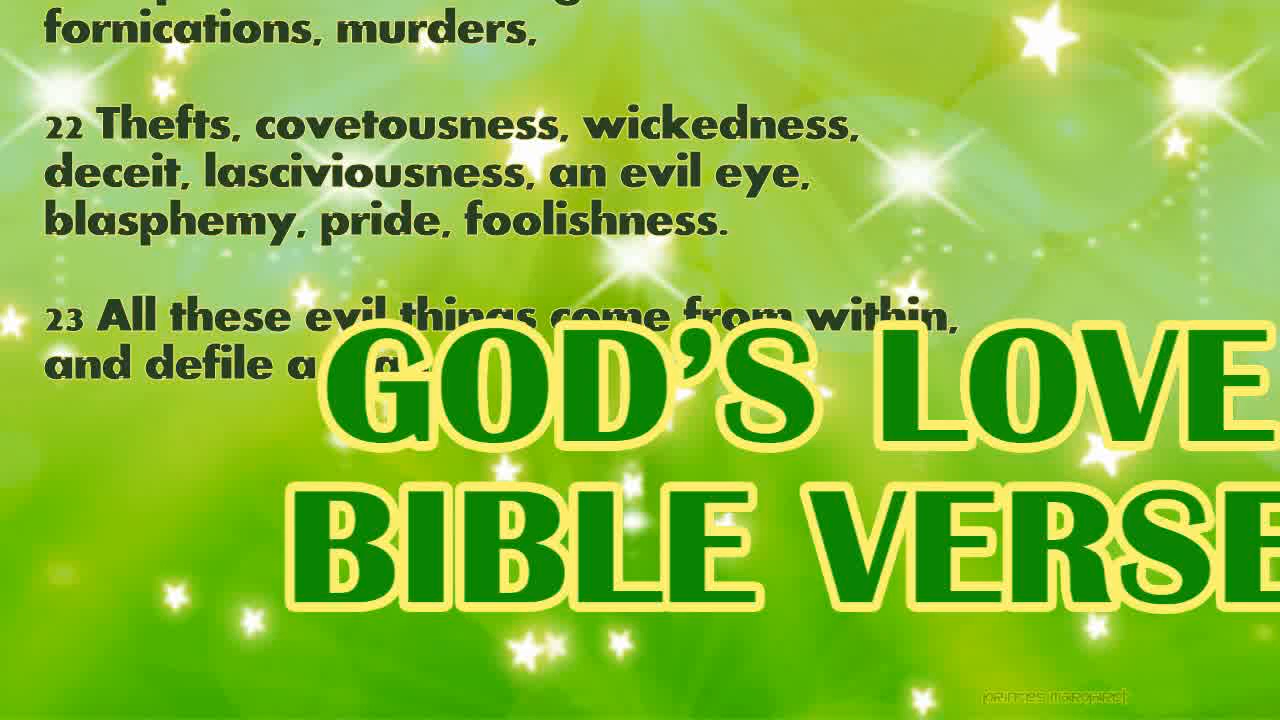 fornications, murders,
22 Thefts, covetousness, wickedness,
deceit, lasciviousness, an evil eye,
blasphemy, pride, foolishness.
23 All these evil things come from within,
and defile a
GOD'S LOVE
BIBLE VERSE